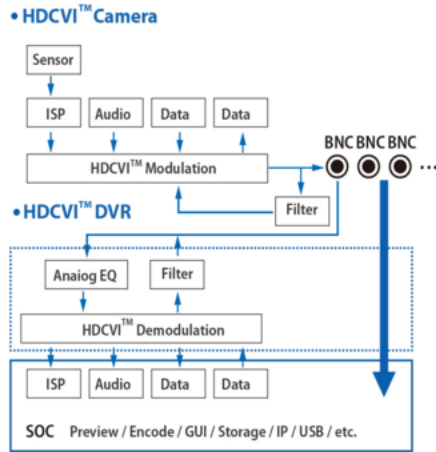 • HDCVI™ Camera
Sensor
ISP Audio Data Data
BNC BNC BNC
HDCVI™ Modulation
...
Filter
• HDCVI™ DVR
Anaiog EQ Filter
HDCVI™ Demodulation
ISP Audio Data Data
SOC Preview / Encode / GUI / Storage / IP / USB / etc.